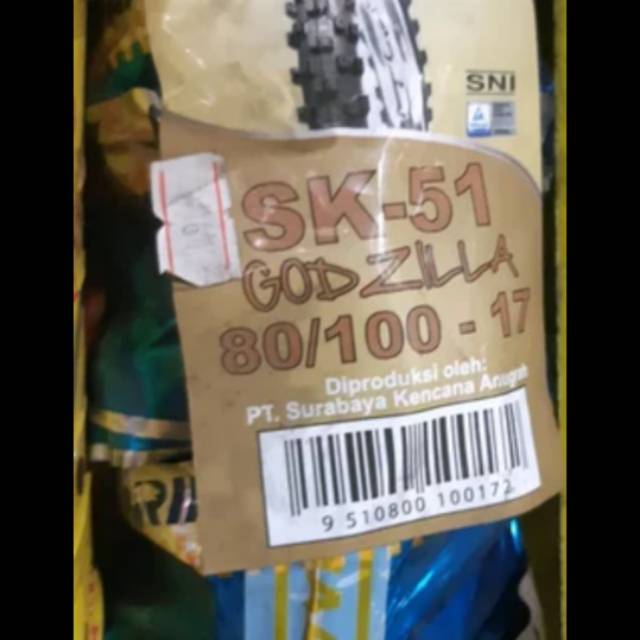 SNI
SK-51
GODZILLA
80/100 - 17
Diproduksi oleh:
PT. Surabaya Kencana Anugrah
9 510800 100172